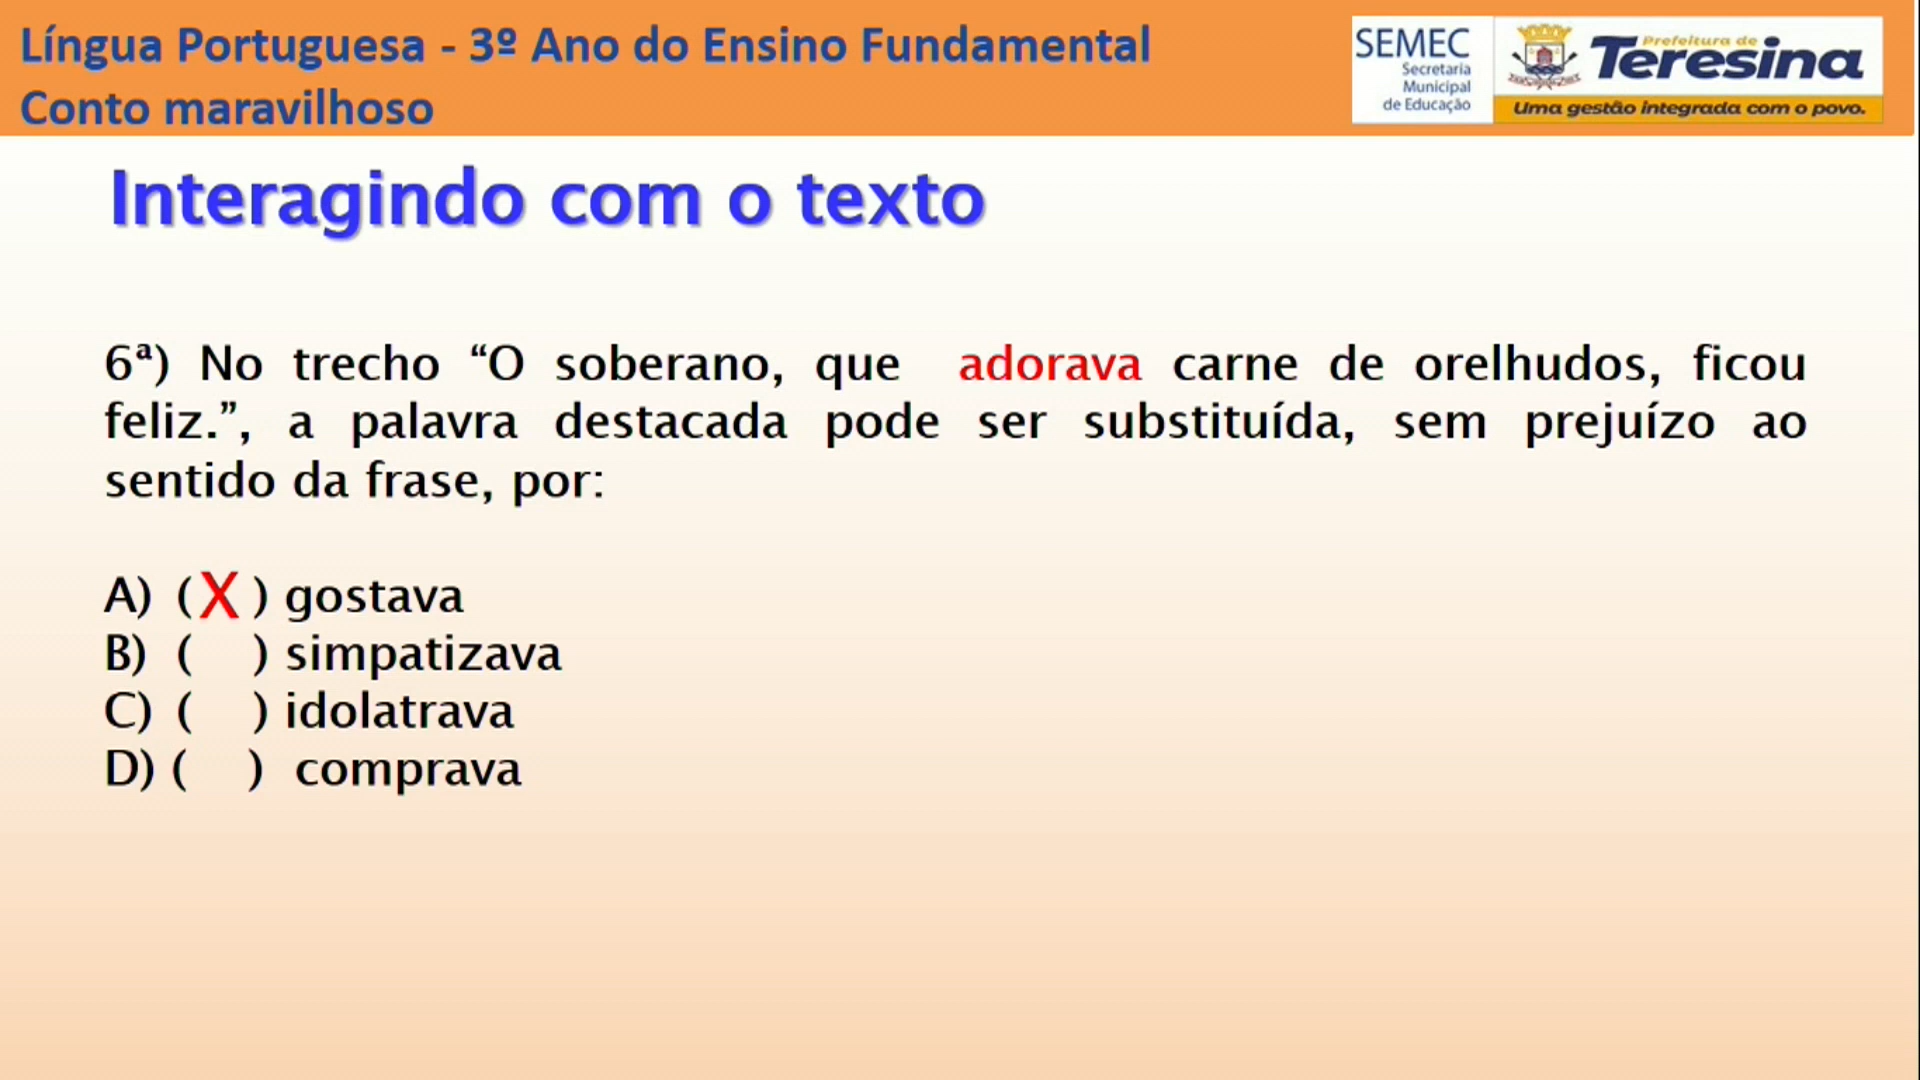 Língua Portuguesa - 3º Ano do Ensino Fundamental
Conto maravilhoso
SEMEC
Secretaria
Municipal
de Educação
Prefeitura de
Teresina
Uma gestão integrada com o povo.
Interagindo com o texto
6ª) No trecho “O soberano, que adorava carne de orelhudos, ficou
feliz.”, a palavra destacada pode ser substituída, sem prejuízo ao
sentido da frase, por:
A) (X) gostava
B) ( ) simpatizava
C) ( ) idolatrava
D) ( ) comprava